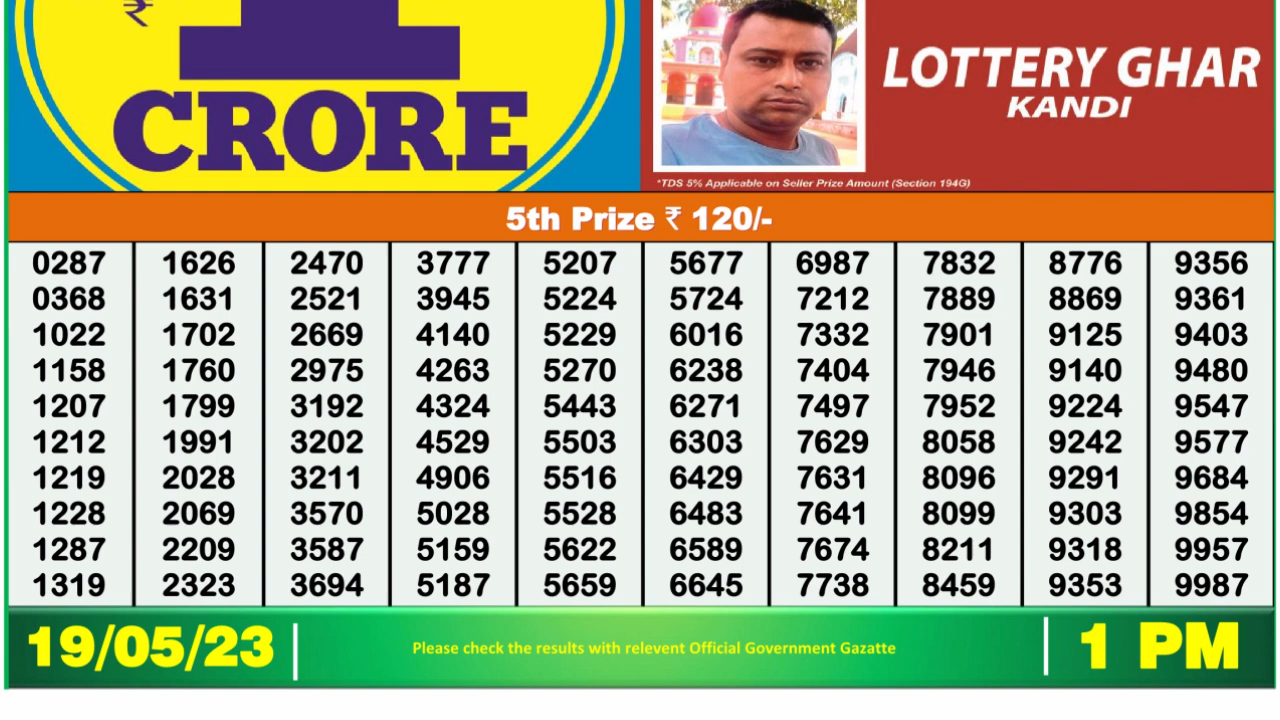 ₹
1
CRORE
LOTTERY GHAR
KANDI
*TDS 5% Applicable on Seller Prize Amount (Section 194G)
5th Prize ₹ 120/-
0287 1626 2470 3777 5207 5677 6987 7832 8776 9356
0368 1631 2521 3945 5224 5724 7212 7889 8869 9361
1022 1702 2669 4140 5229 6016 7332 7901 9125 9403
1158 1760 2975 4263 5270 6238 7404 7946 9140 9480
1207 1799 3192 4324 5443 6271 7497 7952 9224 9547
1212 1991 3202 4529 5503 6303 7629 8058 9242 9577
1219 2028 3211 4906 5516 6429 7631 8096 9291 9684
1228 2069 3570 5028 5528 6483 7641 8099 9303 9854
1287 2209 3587 5159 5622 6589 7674 8211 9318 9957
1319 2323 3694 5187 5659 6645 7738 8459 9353 9987
19/05/23
Please check the results with relevent Official Government Gazatte
1 PM